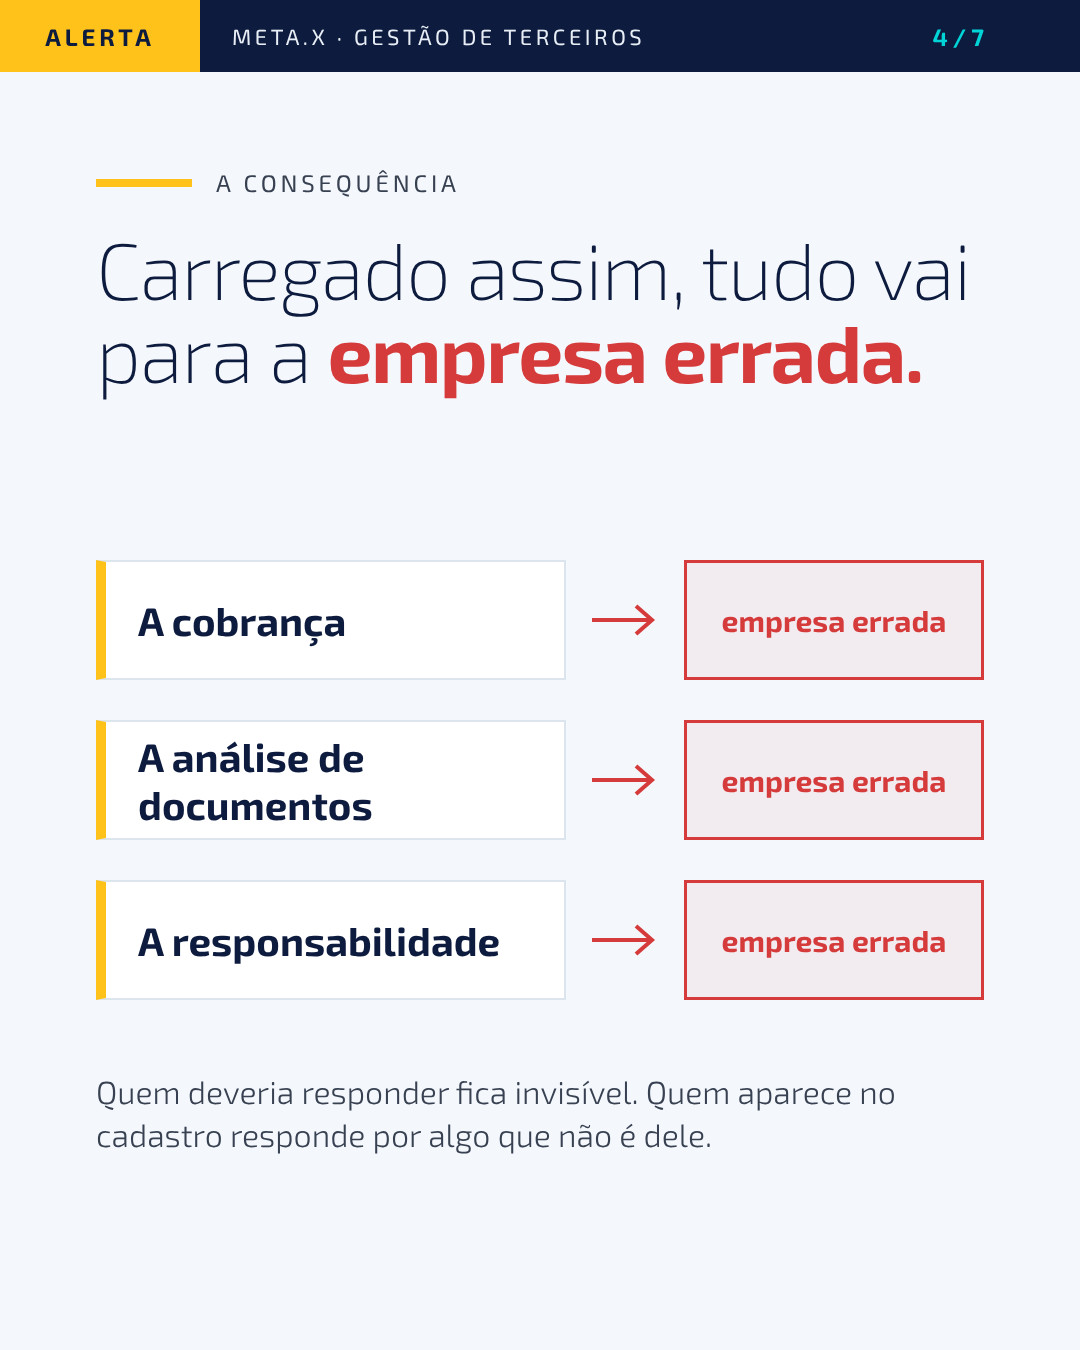 ALERTA
META.X · GESTÃO DE TERCEIROS
4/7
A CONSEQUÊNCIA
Carregado assim, tudo vai
para a empresa errada.
A cobrança
empresa errada
A análise de
documentos
empresa errada
A responsabilidade
empresa errada
Quem deveria responder fica invisível. Quem aparece no
cadastro responde por algo que não é dele.